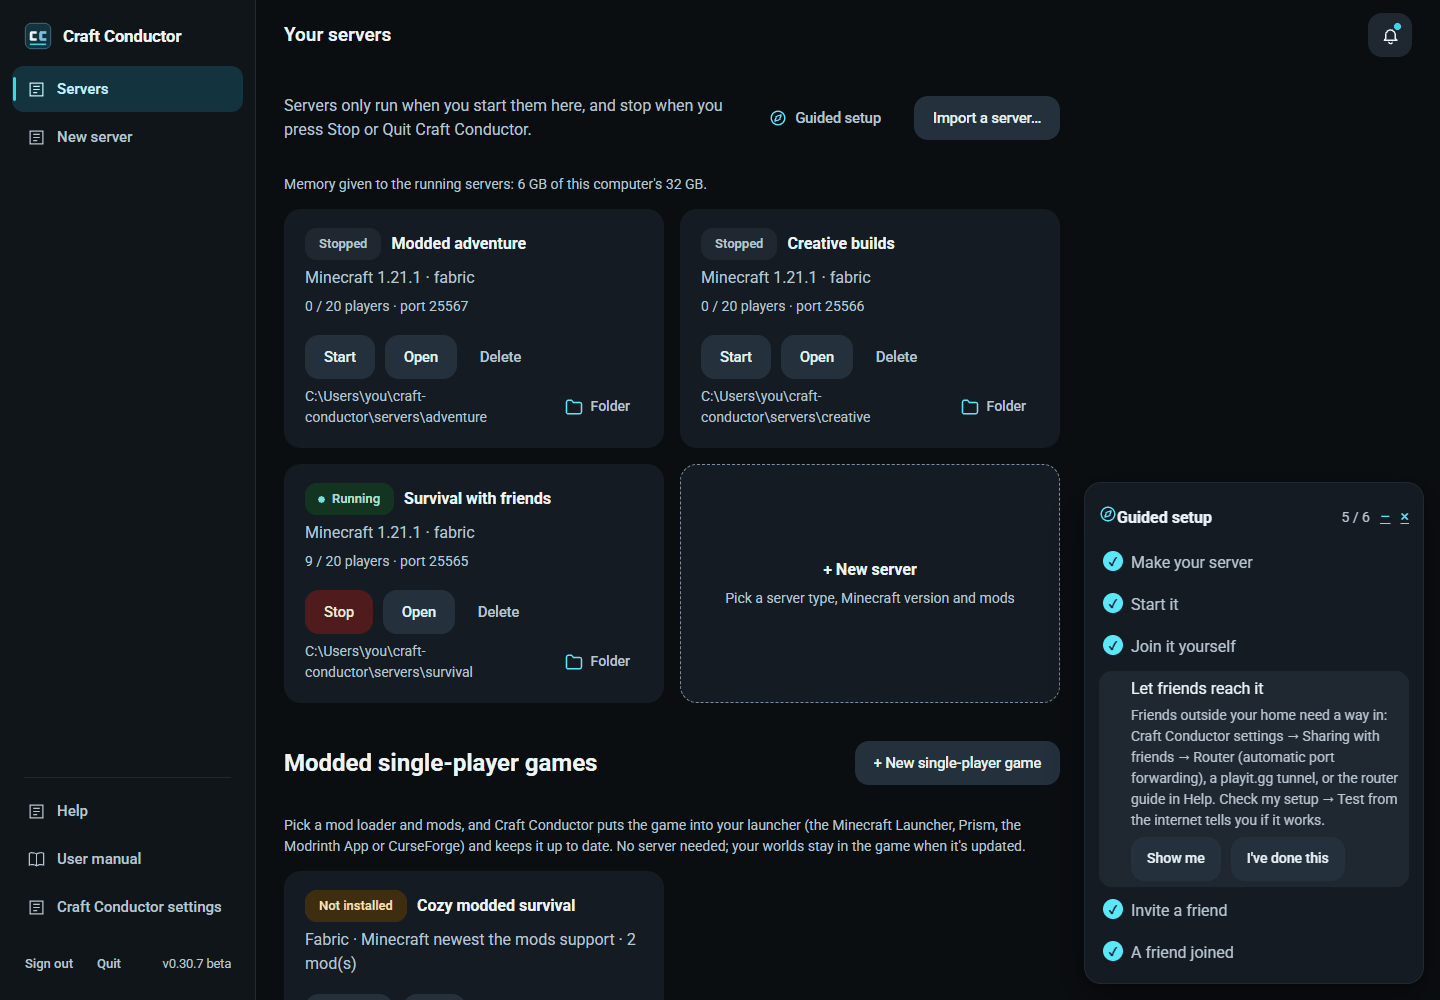 Craft Conductor
Servers
New server
Help
User manual
Craft Conductor settings
Sign out
Quit
v0.30.7 beta
Your servers
Servers only run when you start them here, and stop when you
press Stop or Quit Craft Conductor.
Guided setup
Import a server...
Memory given to the running servers: 6 GB of this computer's 32 GB.
Stopped
Modded adventure
Minecraft 1.21.1 · fabric
0 / 20 players · port 25567
Start
Open
Delete
C:\Users\you\craft-
conductor\servers\adventure
Folder
Stopped
Creative builds
Minecraft 1.21.1 · fabric
0 / 20 players · port 25566
Start
Open
Delete
C:\Users\you\craft-
conductor\servers\creative
Folder
Running
Survival with friends
Minecraft 1.21.1 · fabric
9 / 20 players · port 25565
Stop
Open
Delete
C:\Users\you\craft-
conductor\servers\survival
Folder
+ New server
Pick a server type, Minecraft version and mods
Modded single-player games
+ New single-player game
Pick a mod loader and mods, and Craft Conductor puts the game into your launcher (the Minecraft Launcher, Prism, the
Modrinth App or CurseForge) and keeps it up to date. No server needed; your worlds stay in the game when it's updated.
Not installed
Cozy modded survival
Fabric · Minecraft newest the mods support · 2
mod(s)
Guided setup
5 / 6
– ×
Make your server
Start it
Join it yourself
Let friends reach it
Friends outside your home need a way in:
Craft Conductor settings → Sharing with
friends → Router (automatic port
forwarding), a playit.gg tunnel, or the router
guide in Help. Check my setup → Test from
the internet tells you if it works.
Show me
I've done this
Invite a friend
A friend joined